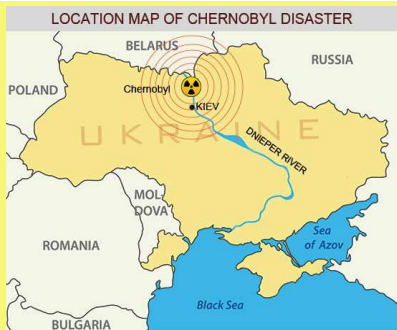 LOCATION MAP OF CHERNOBYL DISASTER
BELARUS
RUSSIA
POLAND
Chernobyl
KIEV
UKRAINE
DNIEPER RIVER
MOL-
DOVA
ROMANIA
Sea
of Azov
Black Sea
BULGARIA